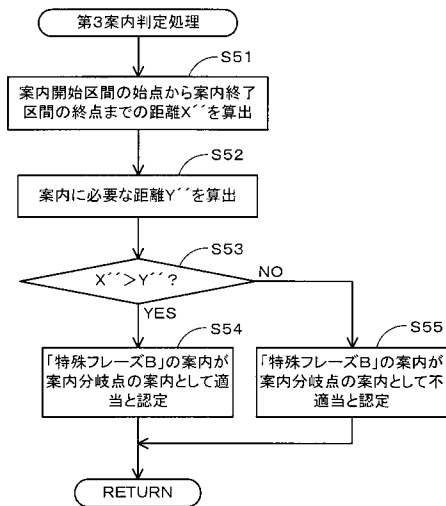 第3案内判定処理
S51
案内開始区間の始点から案内終了
区間の終点までの距離X´´を算出
S52
案内に必要な距離Y´´を算出
S53
X´´>Y´´?
NO
YES
S54
「特殊フレーズB」の案内が
案内分岐点の案内として適
当と認定
S55
「特殊フレーズB」の案内が
案内分岐点の案内として不
適当と認定
RETURN